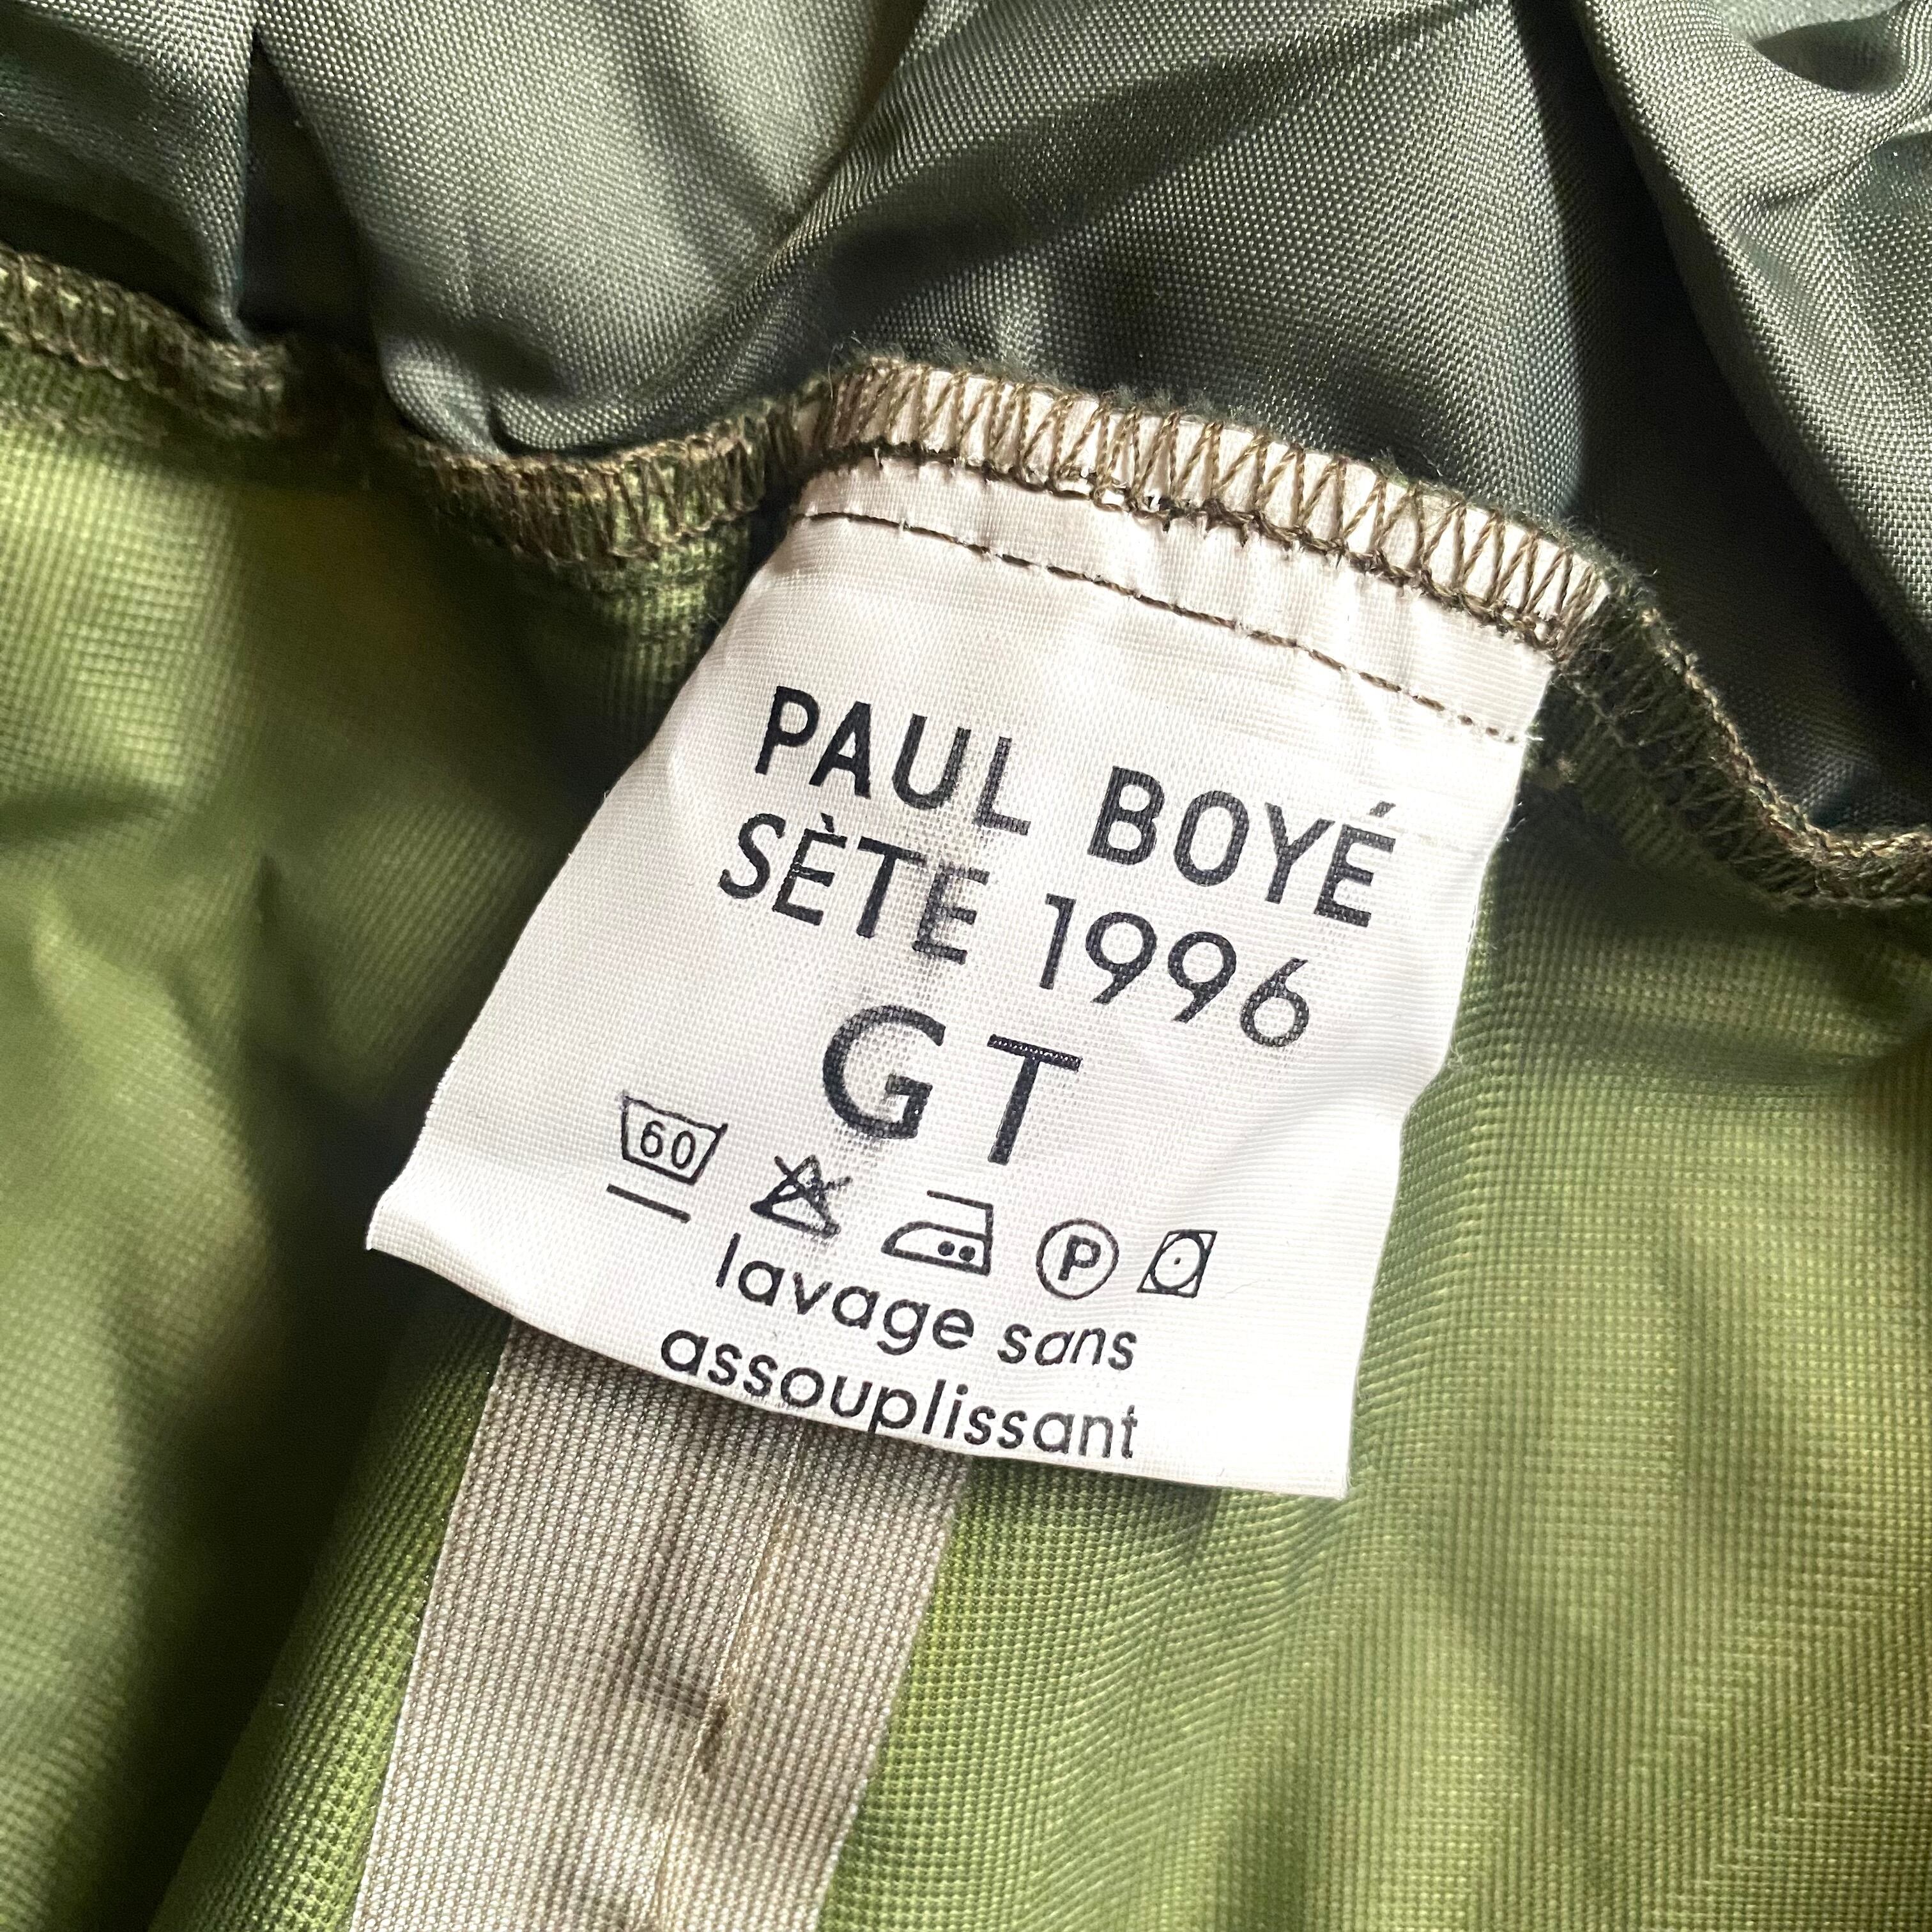 PAUL BOYÉ
SÈTE 1996
GT
60
P
lavage sans
assouplissant